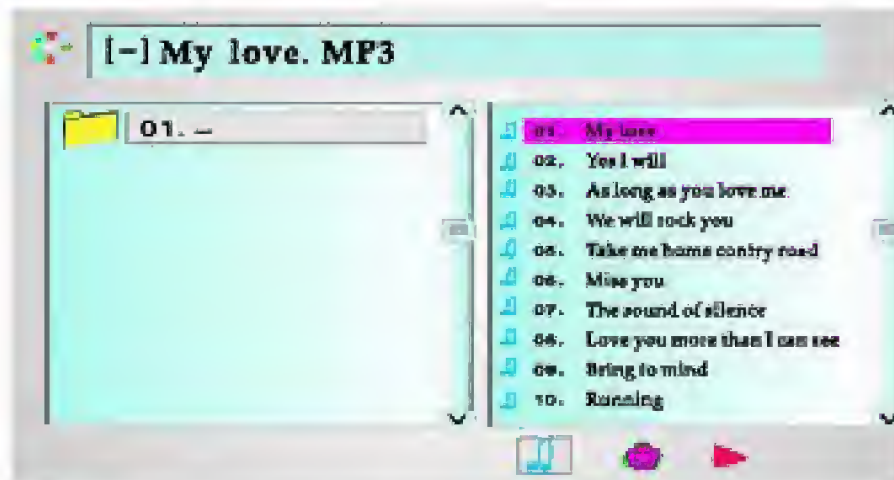 [-] My love. MP3
01. –
01. My love
02. Yes I will
03. As long as you love me
04. We will rock you
05. Take me home contry road
06. Miss you
07. The sound of silence
08. Love you more than I can see
09. Bring to mind
10. Running